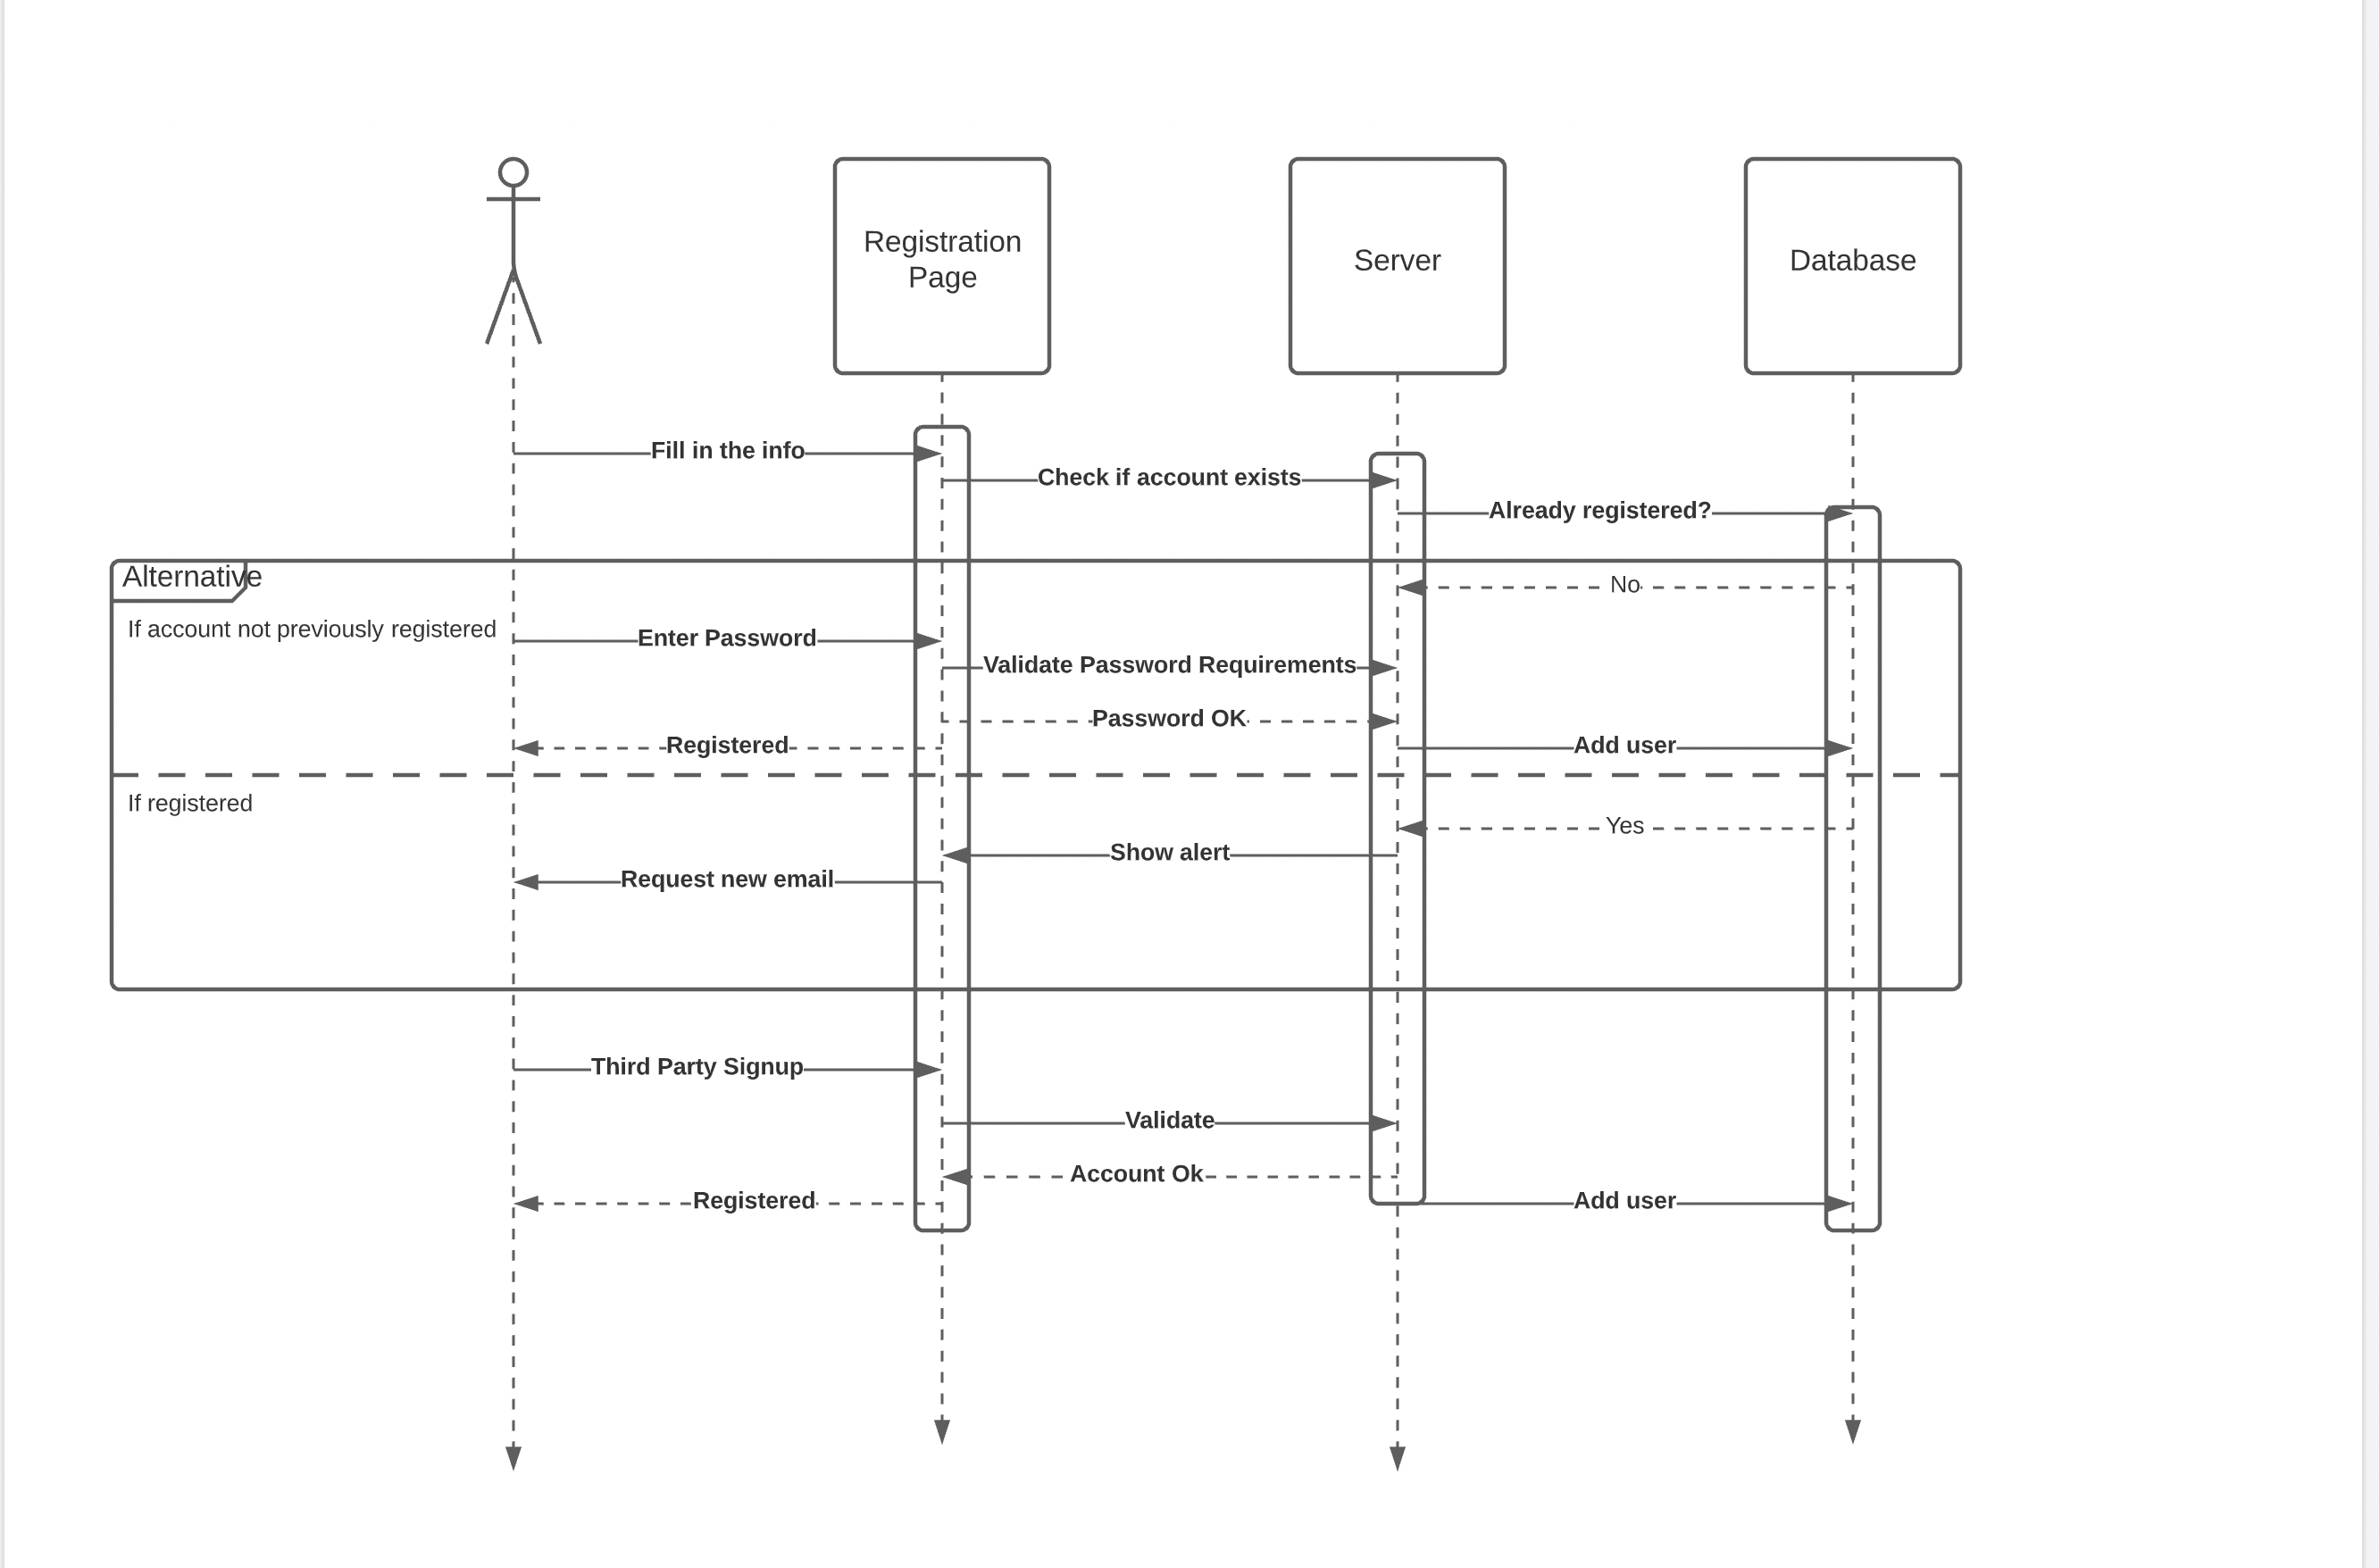 Registration
Page
Server
Database
Fill in the info
Check if account exists
Already registered?
Alternative
No
If account not previously registered
Enter Password
Validate Password Requirements
Password OK
Registered
Add user
If registered
Yes
Show alert
Request new email
Third Party Signup
Validate
Account Ok
Registered
Add user